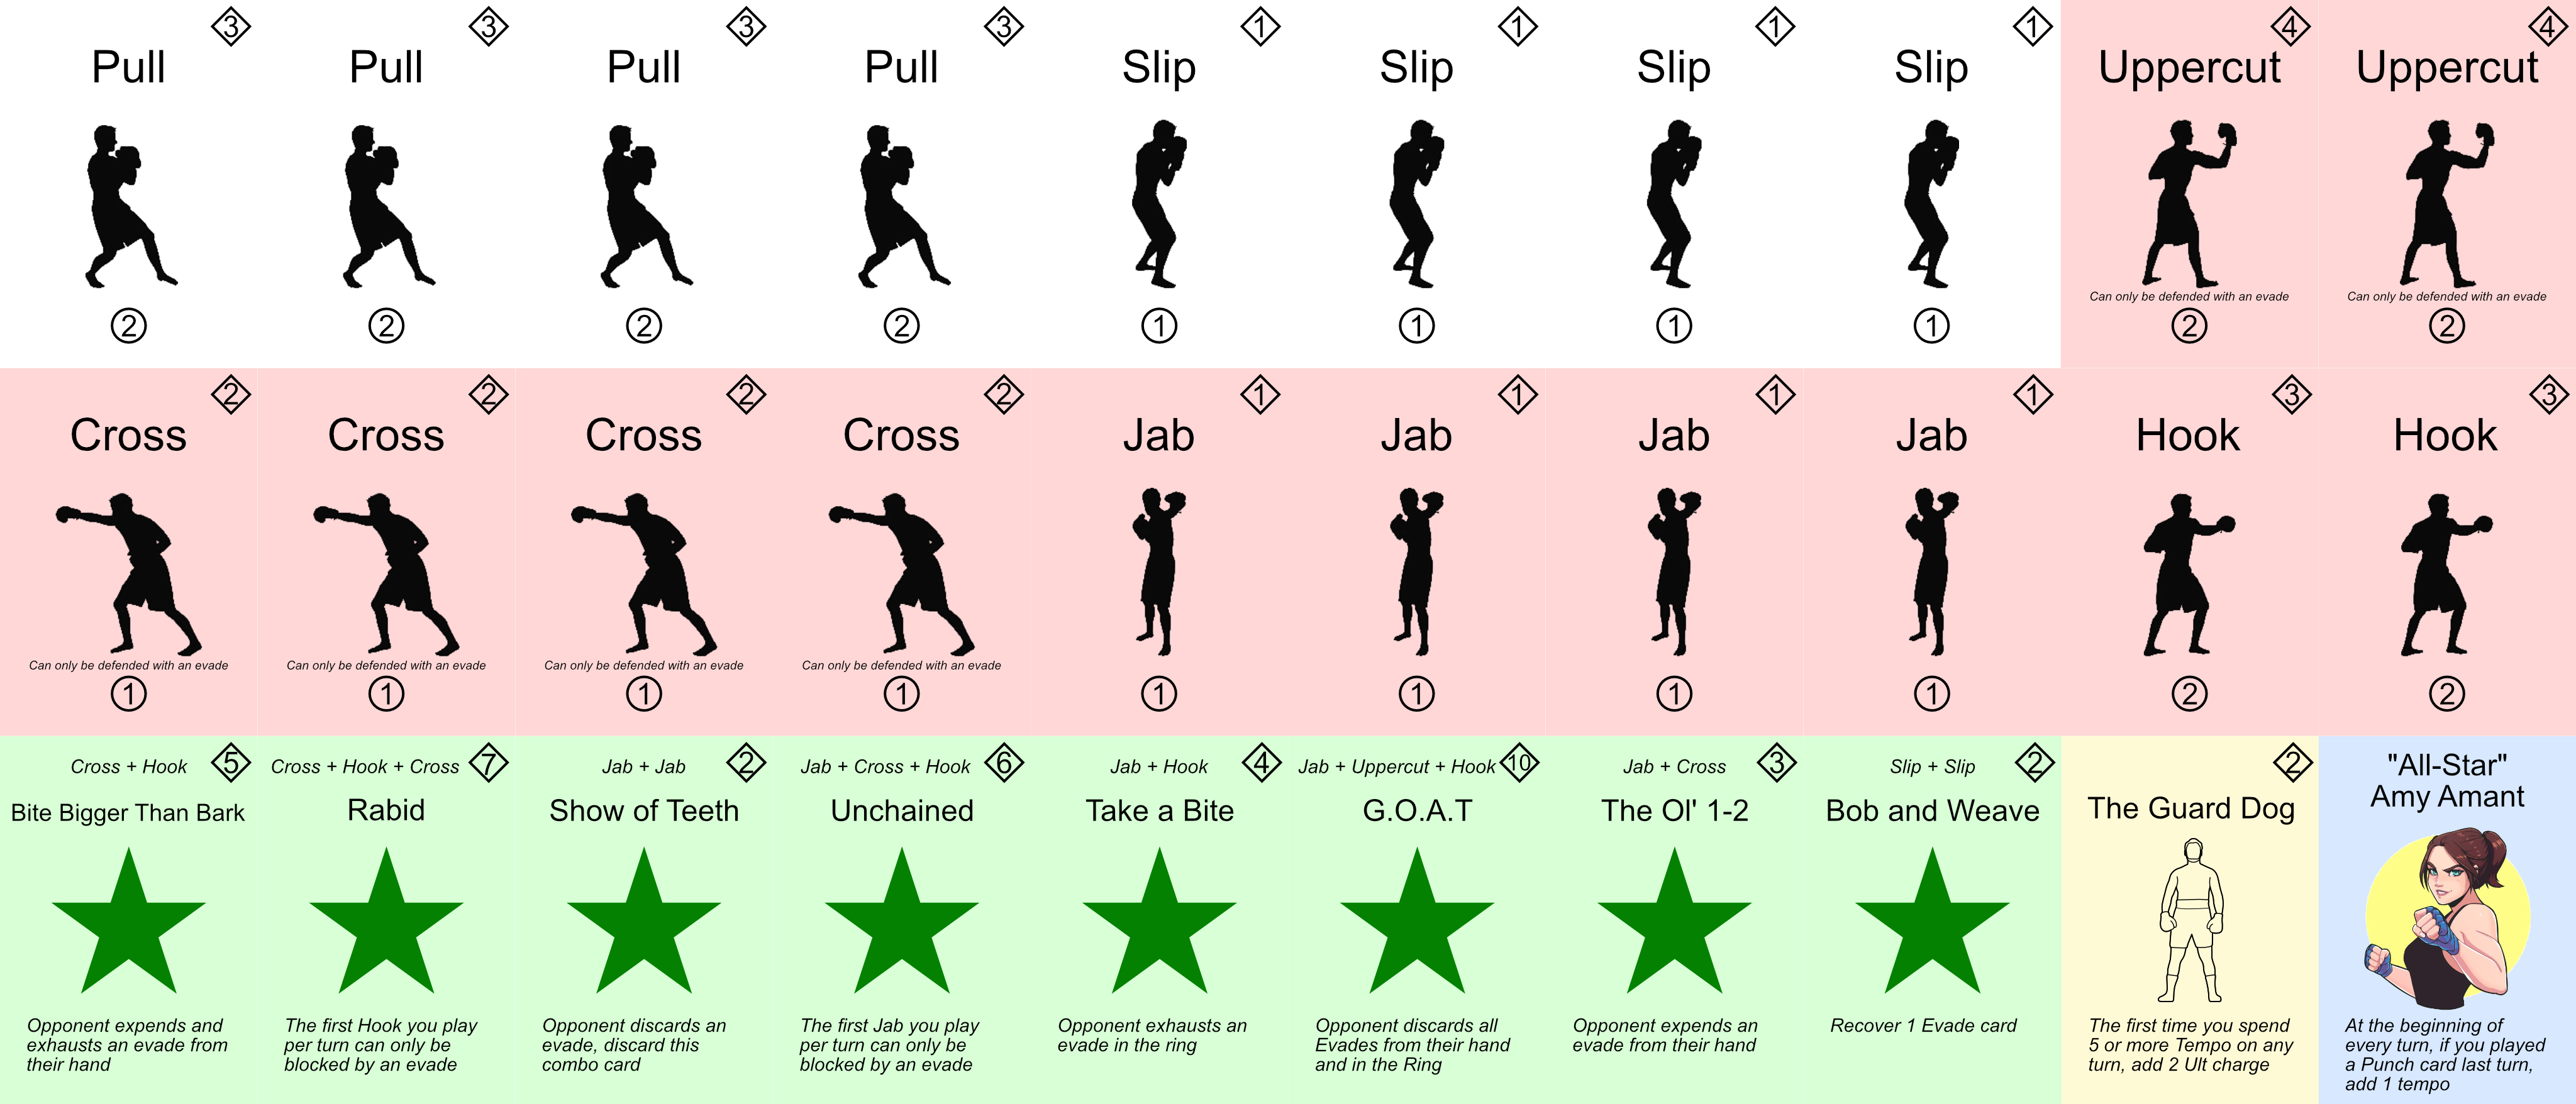 3
Pull
2
3
Pull
2
3
Pull
2
3
Pull
2
1
Slip
1
1
Slip
1
1
Slip
1
1
Slip
1
4
Uppercut
Can only be defended with an evade
2
4
Uppercut
Can only be defended with an evade
2
2
Cross
Can only be defended with an evade
1
2
Cross
Can only be defended with an evade
1
2
Cross
Can only be defended with an evade
1
2
Cross
Can only be defended with an evade
1
1
Jab
1
1
Jab
1
1
Jab
1
1
Jab
1
3
Hook
2
3
Hook
2
Cross + Hook 5
Bite Bigger Than Bark
Opponent expends and
exhausts an evade from
their hand
Cross + Hook + Cross 7
Rabid
The first Hook you play
per turn can only be
blocked by an evade
Jab + Jab 2
Show of Teeth
Opponent discards an
evade, discard this
combo card
Jab + Cross + Hook 6
Unchained
The first Jab you play
per turn can only be
blocked by an evade
Jab + Hook 4
Take a Bite
Opponent exhausts an
evade in the ring
Jab + Uppercut + Hook 10
G.O.A.T
Opponent discards all
Evades from their hand
and in the Ring
Jab + Cross 3
The Ol' 1-2
Opponent expends an
evade from their hand
Slip + Slip 2
Bob and Weave
Recover 1 Evade card
2
The Guard Dog
The first time you spend
5 or more Tempo on any
turn, add 2 Ult charge
"All-Star"
Amy Amant
At the beginning of
every turn, if you played
a Punch card last turn,
add 1 tempo